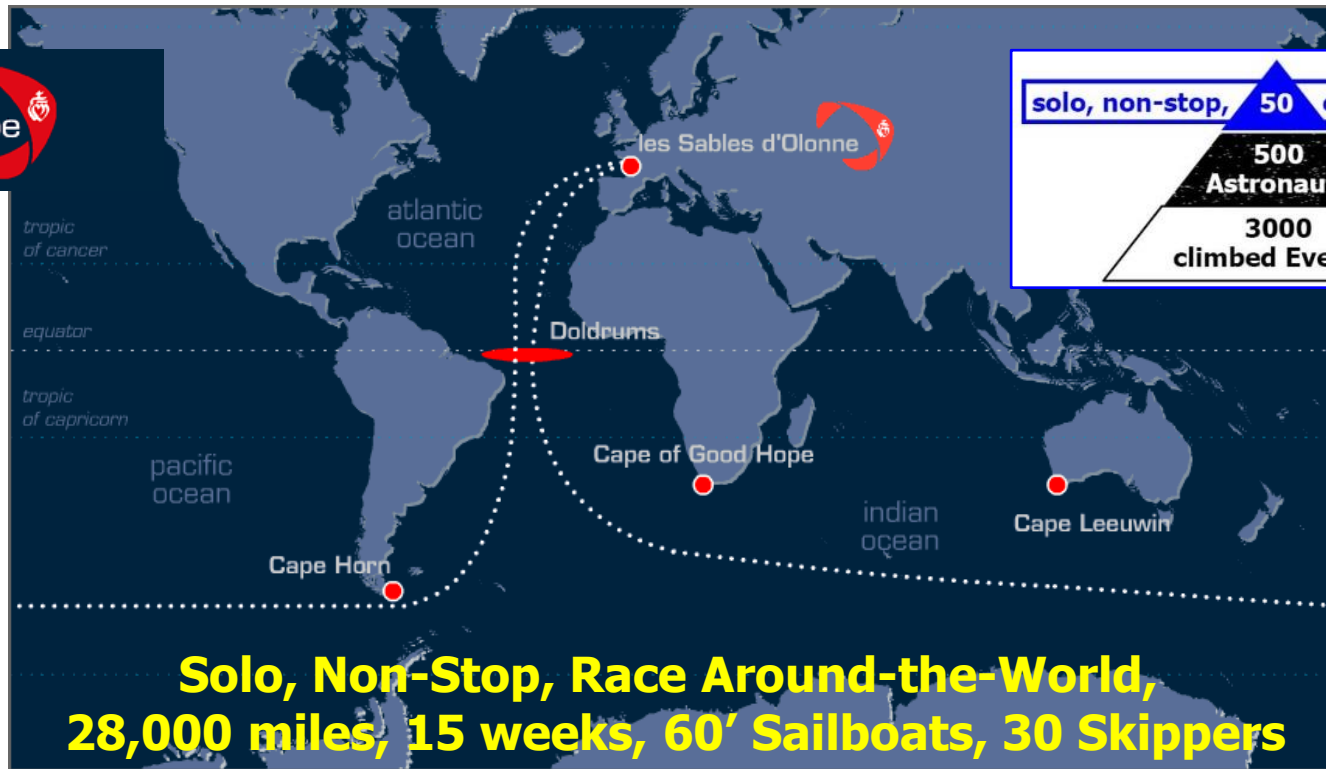 be
solo, non-stop, 50
les Sables d'Olonne
500
Astronau
atlantic
ocean
3000
climbed Eve
tropic
of cancer
equator
Doldrums
tropic
of capricorn
Cape of Good Hope
pacific
ocean
indian
ocean
Cape Leeuwin
Cape Horn
Solo, Non-Stop, Race Around-the-World,
28,000 miles, 15 weeks, 60’ Sailboats, 30 Skippers